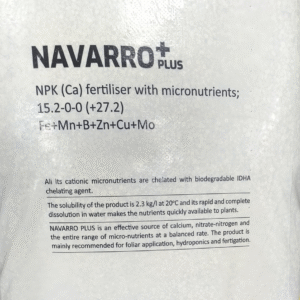 NAVARRO+ PLUS
NPK (Ca) fertiliser with micronutrients;
15.2-0-0 (+27.2)
Fe+Mn+B+Zn+Cu+Mo
All its cationic micronutrients are chelated with biodegradable IDHA
chelating agent.
The solubility of the product is 2.3 kg/l at 20°C and its rapid and complete
dissolution in water makes the nutrients quickly available to plants.
NAVARRO PLUS is an effective source of calcium, nitrate-nitrogen and
the entire range of micro-nutrients at a balanced rate. The product is
mainly recommended for foliar application, hydroponics and fertigation.